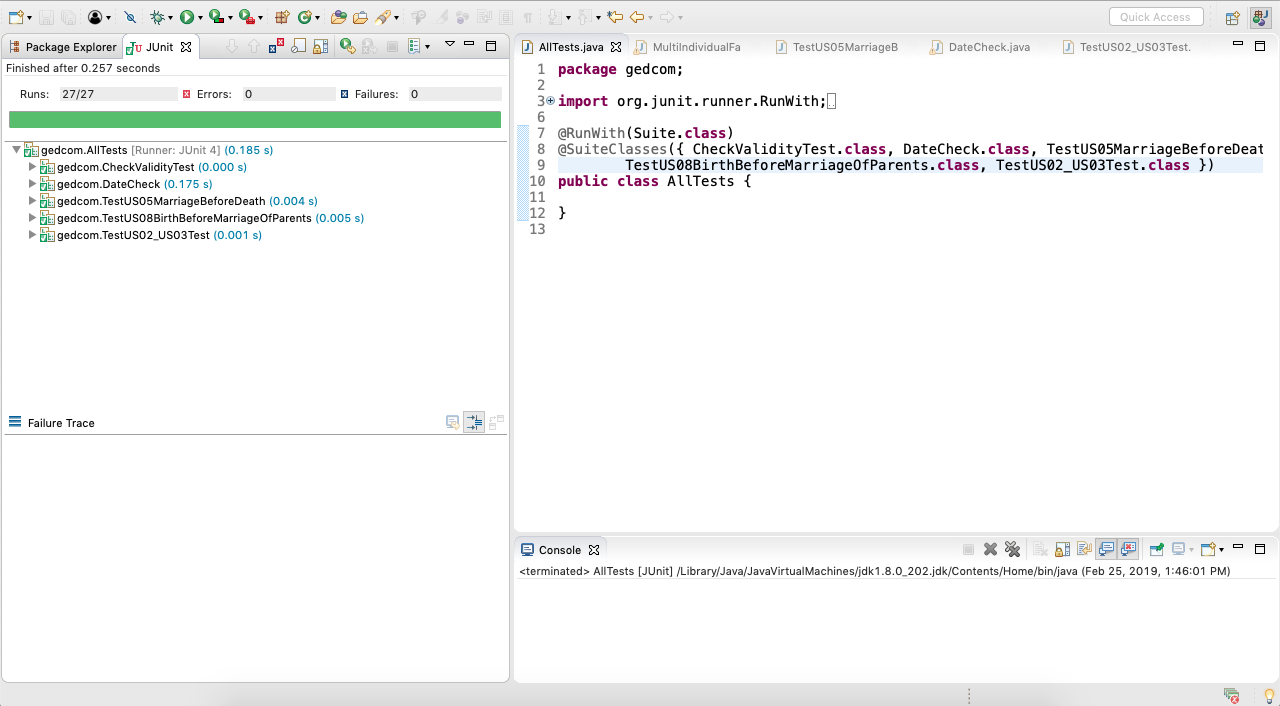 Quick Access
Package Explorer
JUnit
Finished after 0.257 seconds
Runs: 27/27 Errors: 0 Failures: 0
gedcom.AllTests [Runner: JUnit 4] (0.185 s)
gedcom.CheckValidityTest (0.000 s)
gedcom.DateCheck (0.175 s)
gedcom.TestUS05MarriageBeforeDeath (0.004 s)
gedcom.TestUS08BirthBeforeMarriageOfParents (0.005 s)
gedcom.TestUS02_US03Test (0.001 s)
Failure Trace
AllTests.java
MultiIndividualFa
TestUS05MarriageB
DateCheck.java
TestUS02_US03Test.
1 package gedcom;
2
3 import org.junit.runner.RunWith;
6
7 @RunWith(Suite.class)
8 @SuiteClasses({ CheckValidityTest.class, DateCheck.class, TestUS05MarriageBeforeDeat
9 TestUS08BirthBeforeMarriageOfParents.class, TestUS02_US03Test.class })
10 public class AllTests {
11
12 }
13
Console
<terminated> AllTests [JUnit] /Library/Java/JavaVirtualMachines/jdk1.8.0_202.jdk/Contents/Home/bin/java (Feb 25, 2019, 1:46:01 PM)